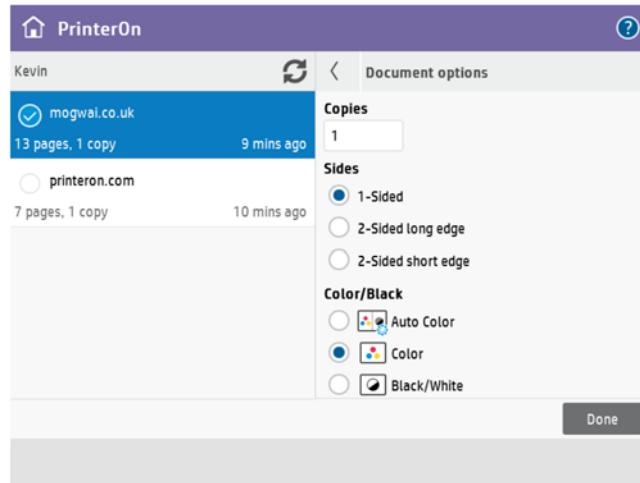 PrinterOn
?
Kevin
mogwai.co.uk
13 pages, 1 copy 9 mins ago
printeron.com
7 pages, 1 copy 10 mins ago
Document options
Copies
1
Sides
1-Sided
2-Sided long edge
2-Sided short edge
Color/Black
Auto Color
Color
Black/White
Done